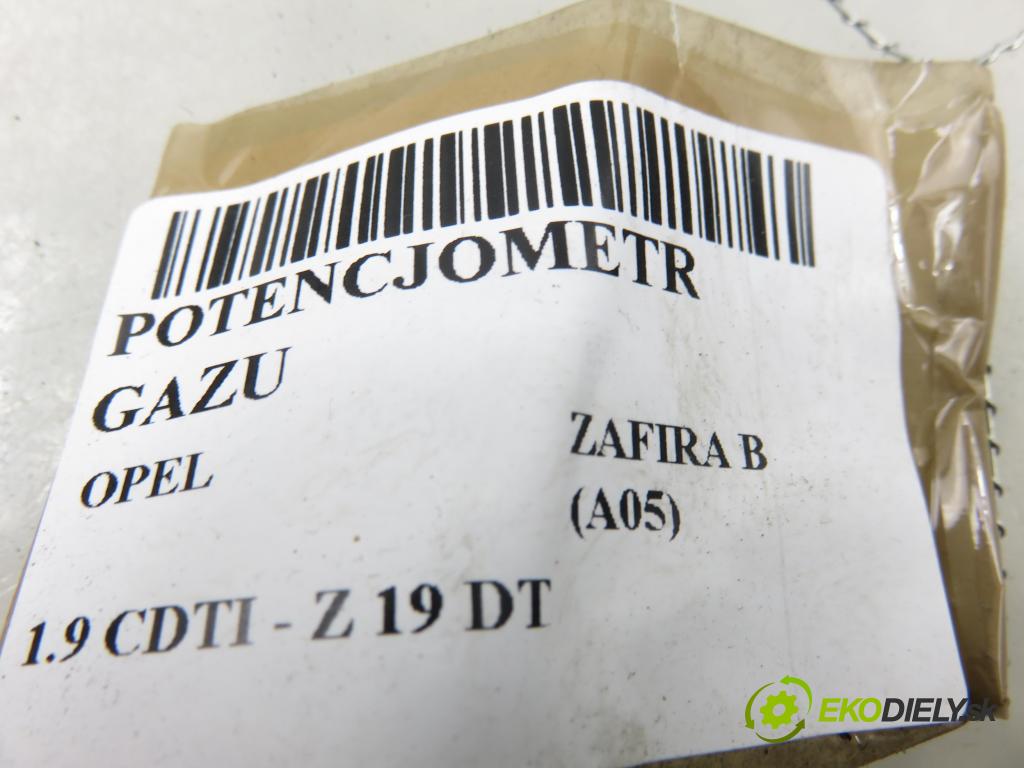 POTENCJOMETR
GAZU
OPEL
ZAFIRA B
(A05)
1.9 CDTI - Z 19 DT
EKODIELY.sk